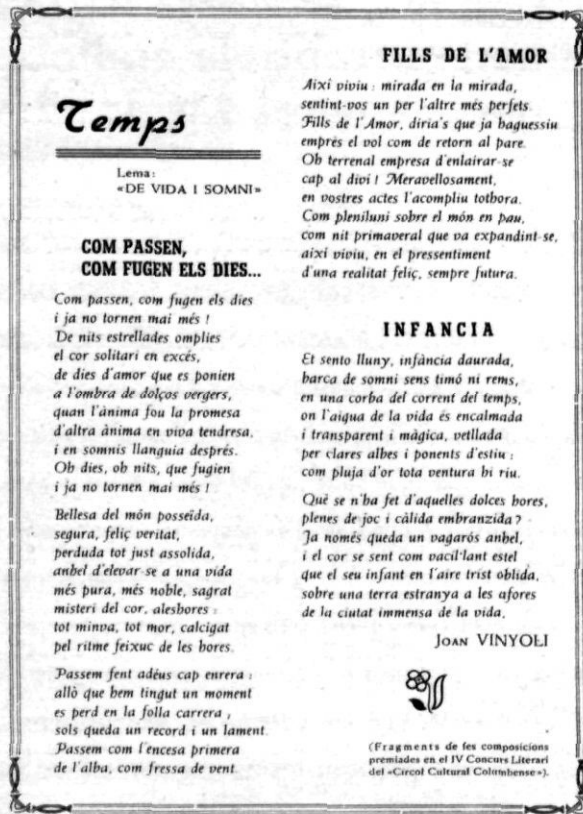 Temps
Lema:
«DE VIDA I SOMNI»
COM PASSEN,
COM FUGEN ELS DIES...
Com passen, com fugen els dies
i ja no tornen mai més !
De nits estrellades omplies
el cor solitari en excés,
de dies d'amor que es ponien
a l'ombra de dolços vergers,
quan l'ànima fou la promesa
d'altra ànima en viva tendresa,
i en somnis llanguia després.
Oh dies, oh nits, que fugien
i ja no tornen mai més !
Bellesa del món posseïda,
segura, feliç veritat,
perduda tot just assolida,
anhel d'elevar-se a una vida
més pura, més noble, sagrat
misteri del cor, aleshores :
tot minva, tot mor, calcigat
pel ritme feixuc de les hores.
Passem fent adéus cap enrera :
allò que hem tingut un moment
es perd en la folla carrera ,
sols queda un record i un lament.
Passem com l'encesa primera
de l'alba, com fressa de vent.
FILLS DE L'AMOR
Així viviu : mirada en la mirada,
sentint-vos un per l'altre més perfets.
Fills de l'Amor, diria's que ja haguessiu
emprès el vol com de retorn al pare.
Oh terrenal empresa d'enlairar-se
cap al diví ! Meravellosament,
en vostres actes l'acompliu tothora.
Com pleniluni sobre el món en pau,
com nit primaveral que va expandint-se,
així viviu, en el pressentiment
d'una realitat feliç, sempre futura.
INFANCIA
Et sento lluny, infància daurada,
barca de somni sens timó ni rems,
en una corba del corrent del temps,
on l'aigua de la vida és encalmada
i transparent i màgica, vetllada
per clares albes i ponents d'estiu :
com pluja d'or tota ventura hi riu.
Què se n'ha fet d'aquelles dolces hores,
plenes de joc i càlida embranzida ?
Ja només queda un vagarós anhel,
i el cor se sent com vacil·lant estel
que el seu infant en l'aire trist oblida,
sobre una terra estranya a les afores
de la ciutat immensa de la vida.
JOAN VINYOLI
(Fragments de fes composicions
premiades en el IV Concurs Literari
del «Circol Cultural Columbense»).